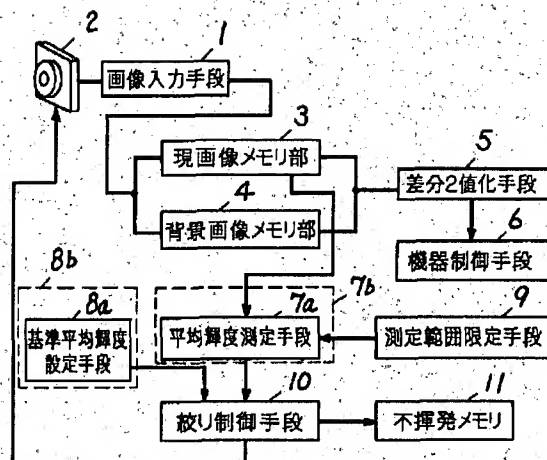 2
1
画像入力手段
3
現画像メモリ部
5
差分2値化手段
4
背景画像メモリ部
6
機器制御手段
8b
8a
基準平均輝度
設定手段
7a
7b
平均輝度測定手段
9
測定範囲限定手段
10
絞り制御手段
11
不揮発メモリ